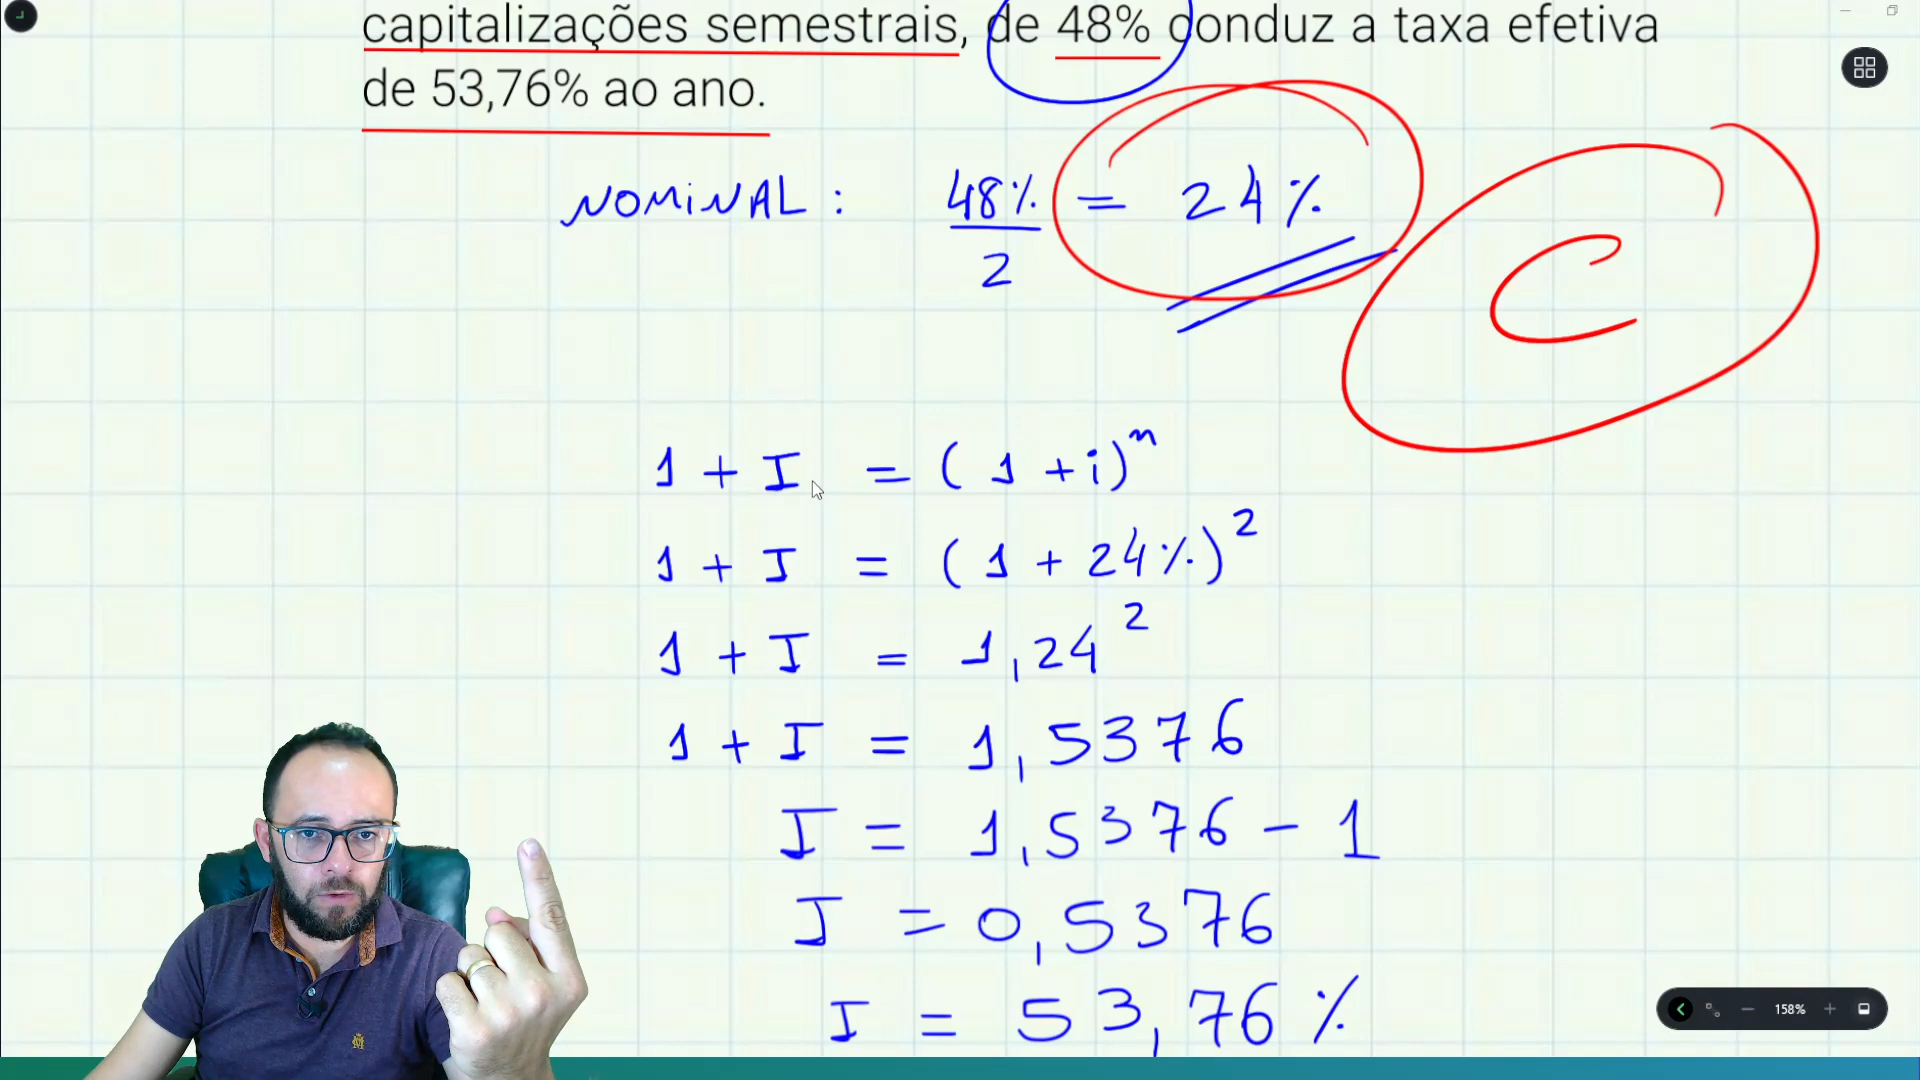 capitalizações semestrais, de 48% conduz a taxa efetiva
de 53,76% ao ano.
NOMINAL : 48% / 2 = 24%
C
1 + I = (1 + i)^n
1 + I = (1 + 24%)^2
1 + I = 1,24^2
1 + I = 1,5376
I = 1,5376 - 1
I = 0,5376
I = 53,76%
158%